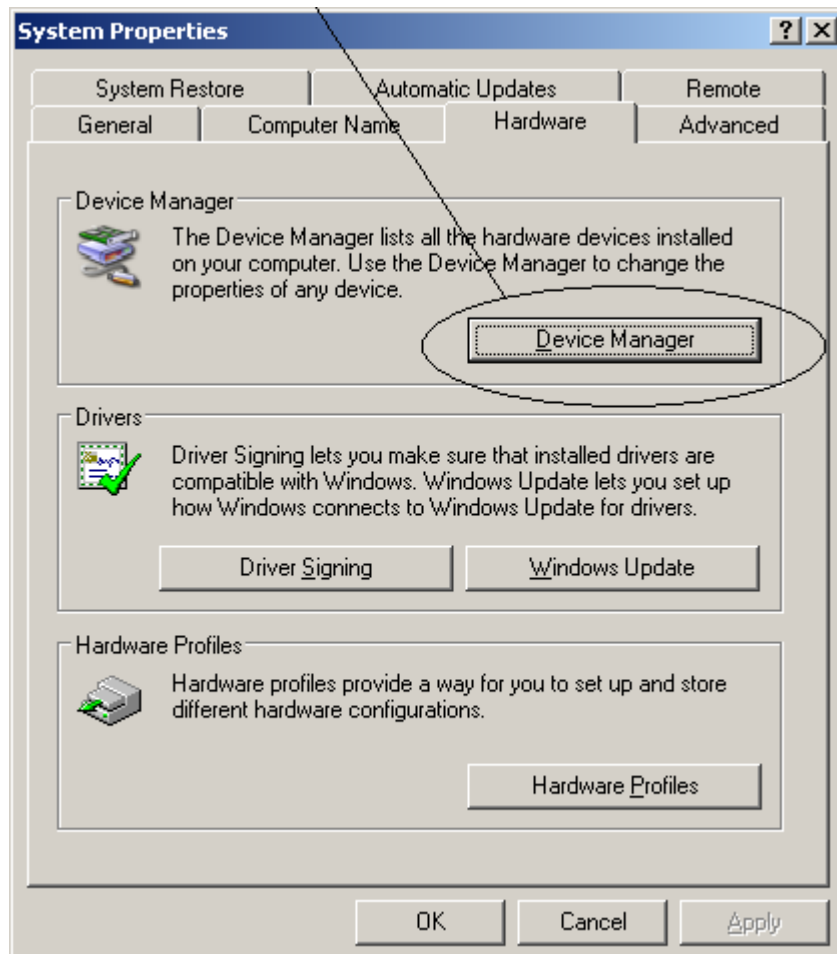 System Properties
System Restore Automatic Updates Remote
General Computer Name Hardware Advanced
Device Manager
The Device Manager lists all the hardware devices installed
on your computer. Use the Device Manager to change the
properties of any device.
Device Manager
Drivers
Driver Signing lets you make sure that installed drivers are
compatible with Windows. Windows Update lets you set up
how Windows connects to Windows Update for drivers.
Driver Signing Windows Update
Hardware Profiles
Hardware profiles provide a way for you to set up and store
different hardware configurations.
Hardware Profiles
OK Cancel Apply